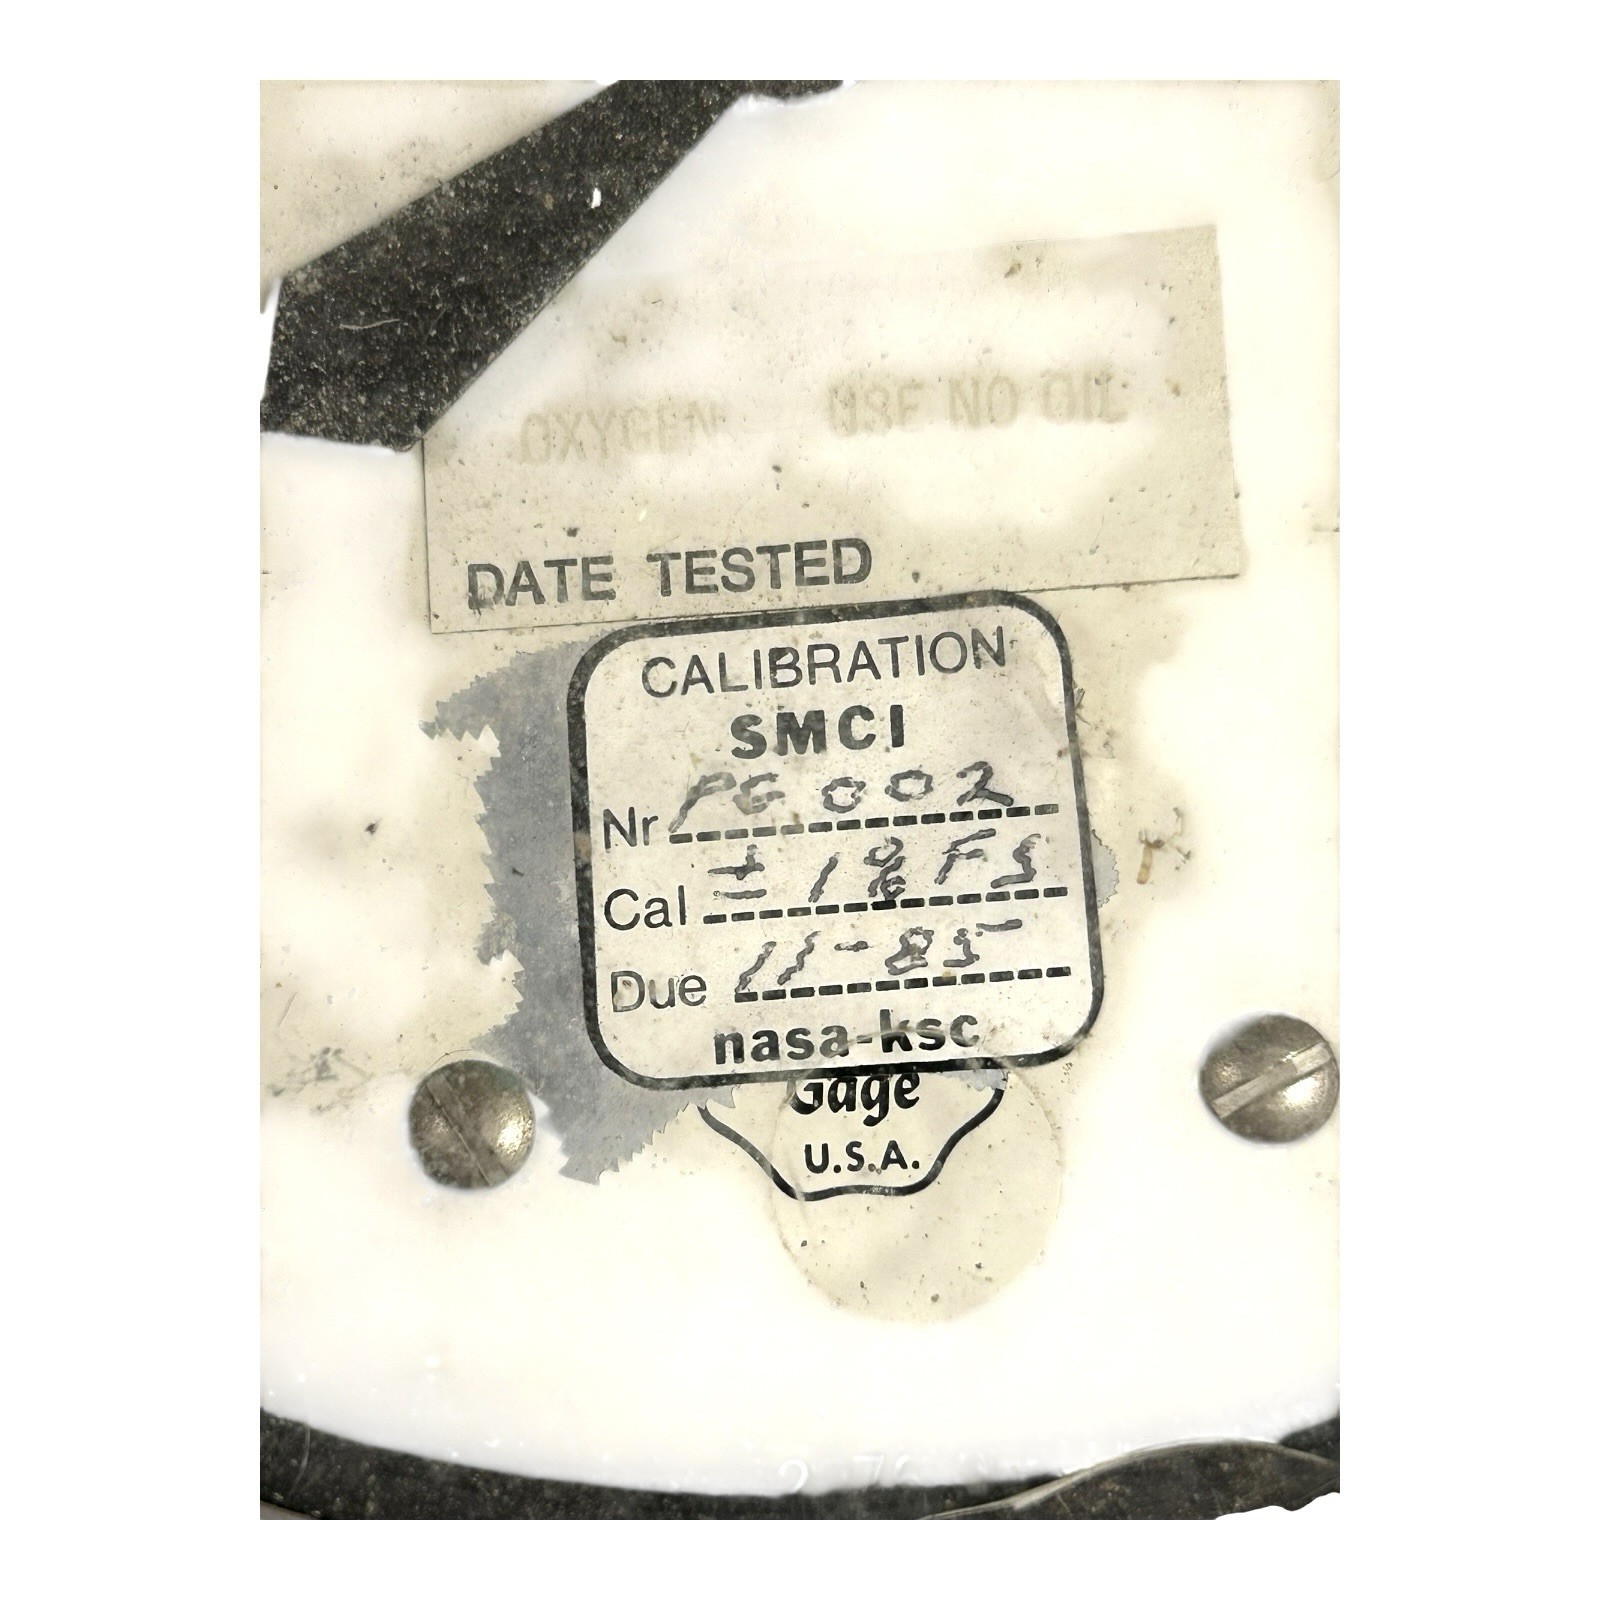 OXYGEN USE NO OIL
DATE TESTED
CALIBRATION
SMCI
Nr PG 002
Cal ± 1% FS
Due 11-85
nasa-ksc
Gage
U.S.A.